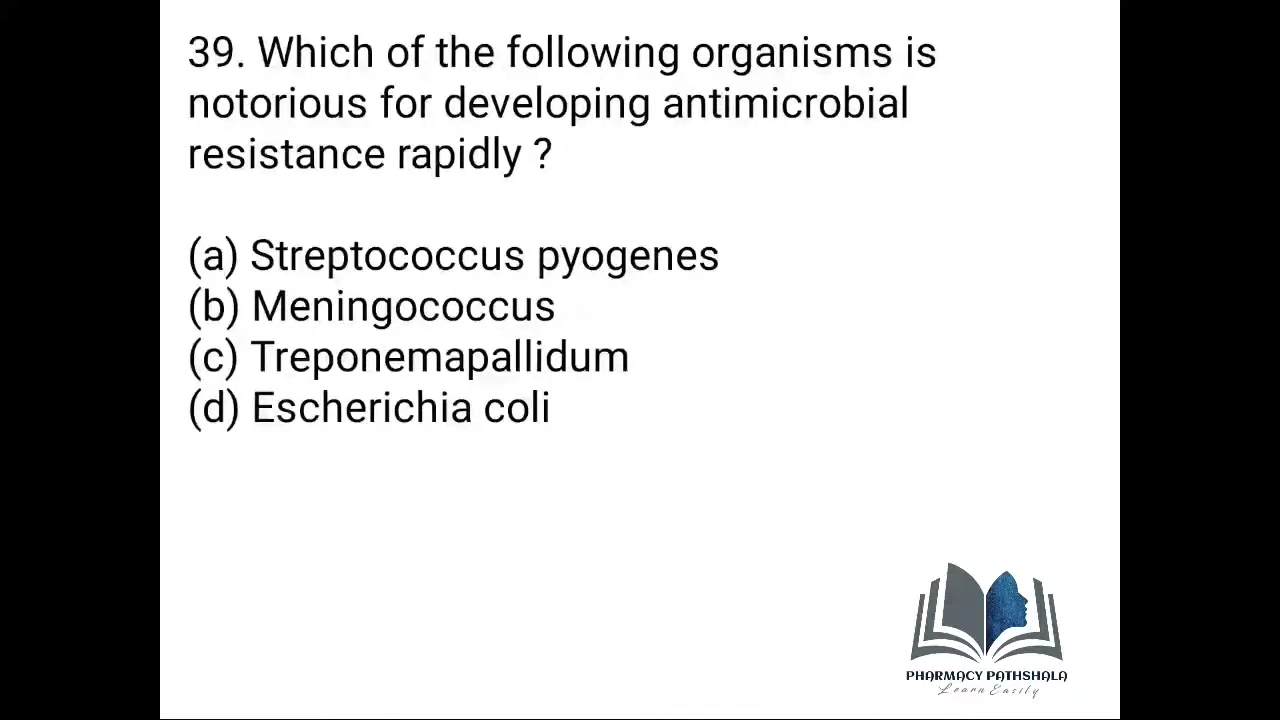 39. Which of the following organisms is
notorious for developing antimicrobial
resistance rapidly ?
(a) Streptococcus pyogenes
(b) Meningococcus
(c) Treponemapallidum
(d) Escherichia coli
PHARMACY PATHSHALA
Learn Easily